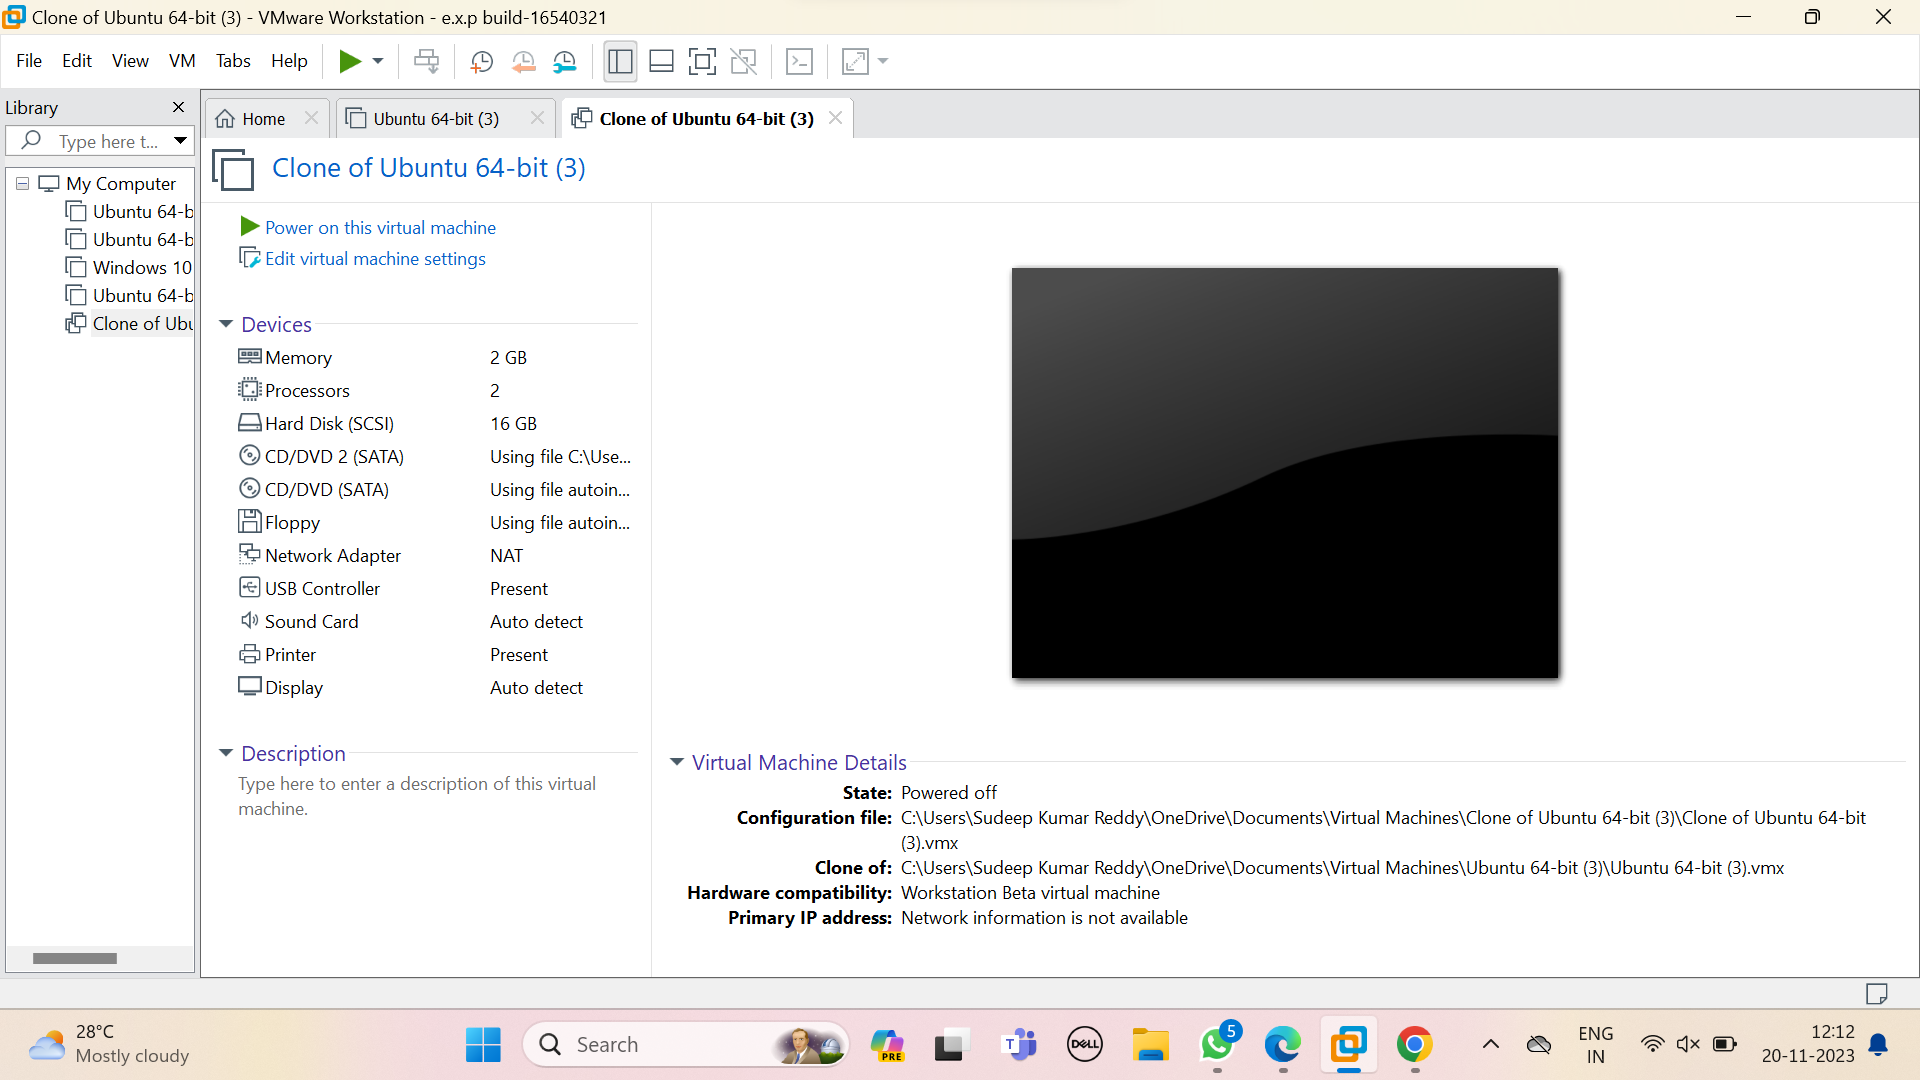 Clone of Ubuntu 64-bit (3) - VMware Workstation - e.x.p build-16540321
File Edit View VM Tabs Help
Library
Type here t...
My Computer
Ubuntu 64-b
Ubuntu 64-b
Windows 10
Ubuntu 64-b
Clone of Ubu
Home
Ubuntu 64-bit (3)
Clone of Ubuntu 64-bit (3)
Clone of Ubuntu 64-bit (3)
Power on this virtual machine
Edit virtual machine settings
Devices
Memory 2 GB
Processors 2
Hard Disk (SCSI) 16 GB
CD/DVD 2 (SATA) Using file C:\Use...
CD/DVD (SATA) Using file autoin...
Floppy Using file autoin...
Network Adapter NAT
USB Controller Present
Sound Card Auto detect
Printer Present
Display Auto detect
Description
Type here to enter a description of this virtual
machine.
Virtual Machine Details
State: Powered off
Configuration file: C:\Users\Sudeep Kumar Reddy\OneDrive\Documents\Virtual Machines\Clone of Ubuntu 64-bit (3)\Clone of Ubuntu 64-bit
(3).vmx
Clone of: C:\Users\Sudeep Kumar Reddy\OneDrive\Documents\Virtual Machines\Ubuntu 64-bit (3)\Ubuntu 64-bit (3).vmx
Hardware compatibility: Workstation Beta virtual machine
Primary IP address: Network information is not available
28°C
Mostly cloudy
Search
PRE
T
DELL
5
ENG
IN
12:12
20-11-2023